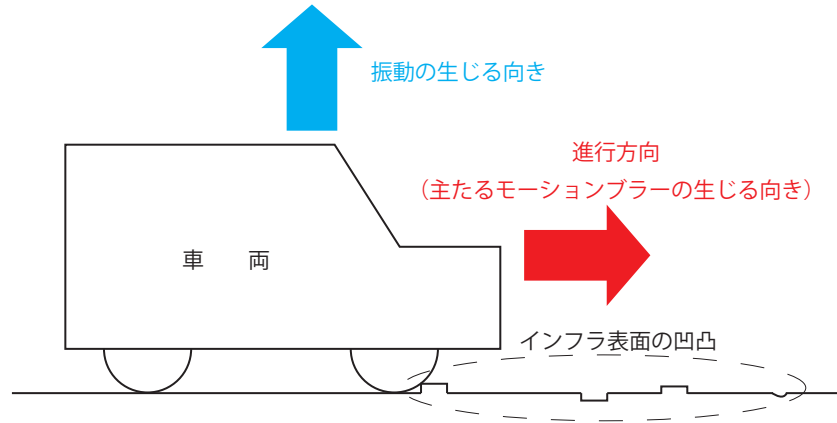 振動の生じる向き
進行方向
（主たるモーションブラーの生じる向き）
車　両
インフラ表面の凹凸